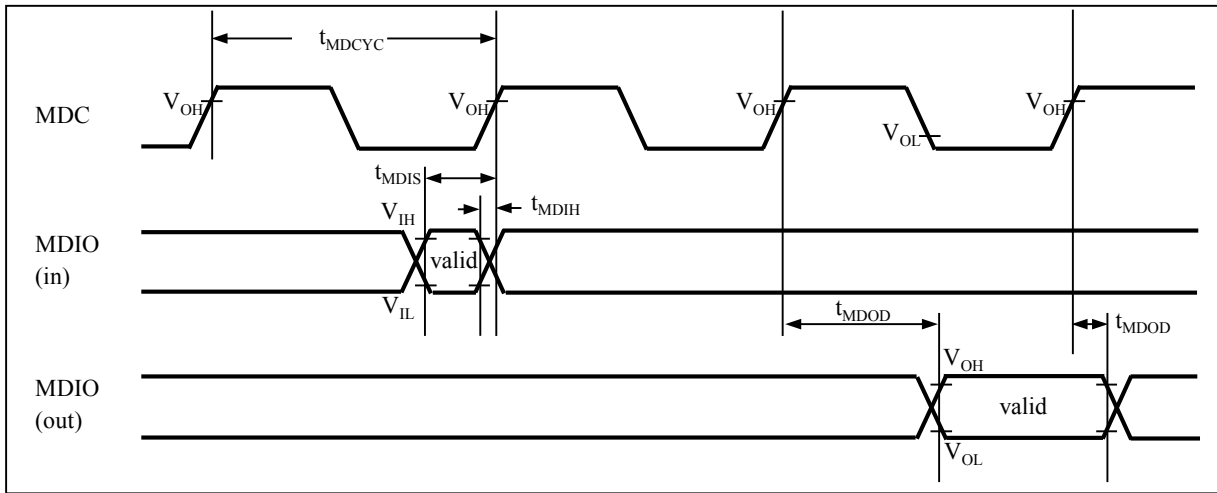 tMDCYC
MDC
VOH
VOH
VOH
VOL
VOH
tMDIS
tMDIH
MDIO
(in)
VIH
valid
VIL
tMDOD
tMDOD
MDIO
(out)
VOH
valid
VOL